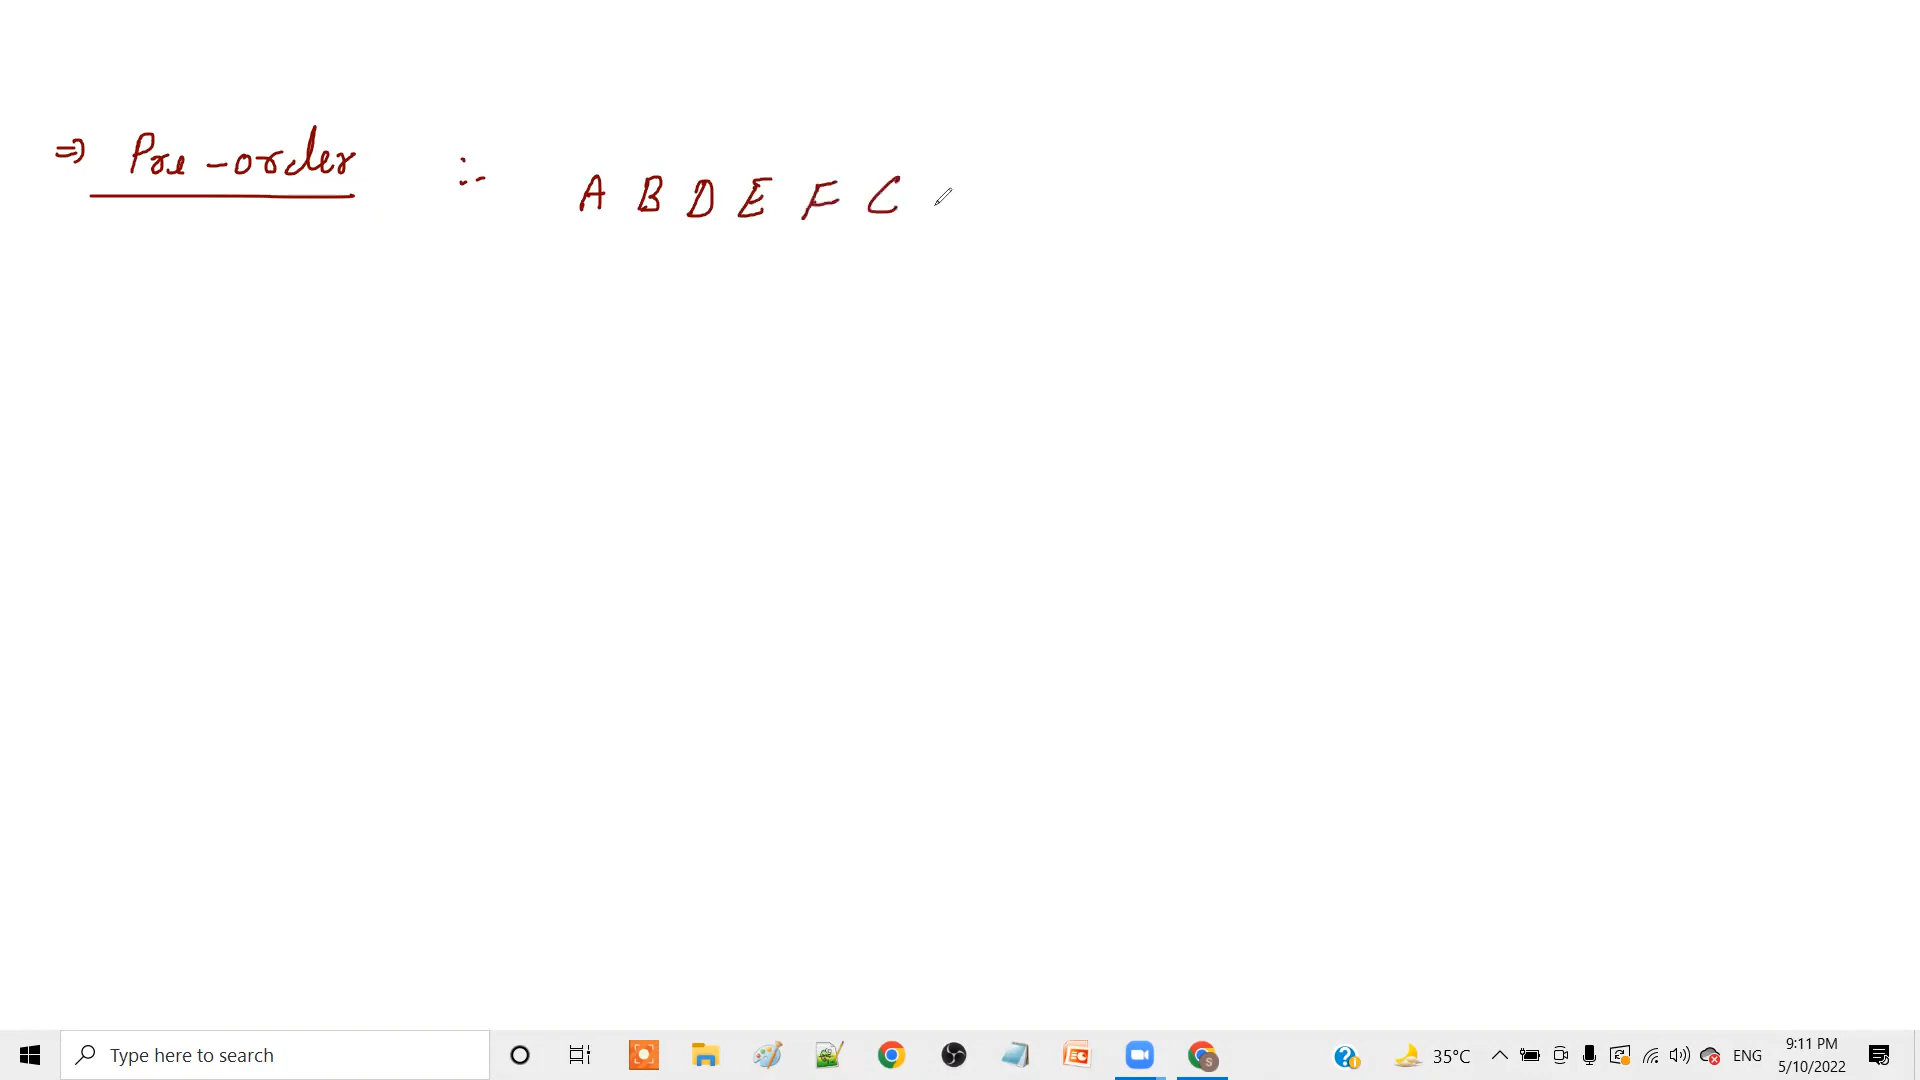 ⇒ Pre-order :- A B D E F C
Type here to search
35°C
ENG
9:11 PM
5/10/2022